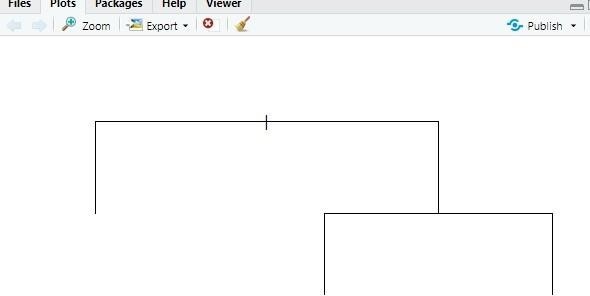 Files Plots Packages Help Viewer
Zoom Export Publish